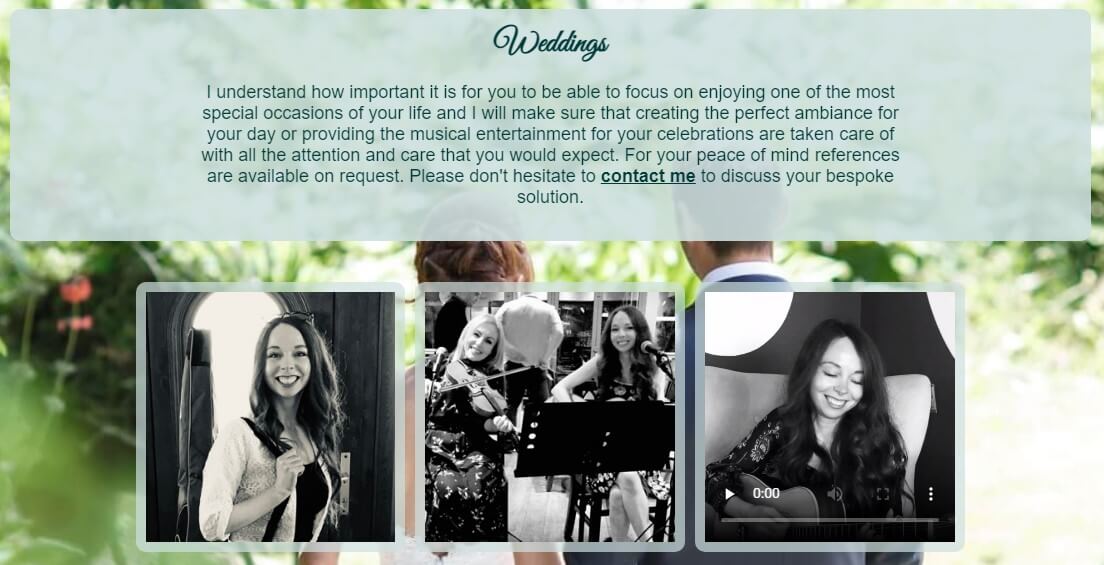 Weddings
I understand how important it is for you to be able to focus on enjoying one of the most
special occasions of your life and I will make sure that creating the perfect ambiance for
your day or providing the musical entertainment for your celebrations are taken care of
with all the attention and care that you would expect. For your peace of mind references
are available on request. Please don't hesitate to contact me to discuss your bespoke
solution.
0:00